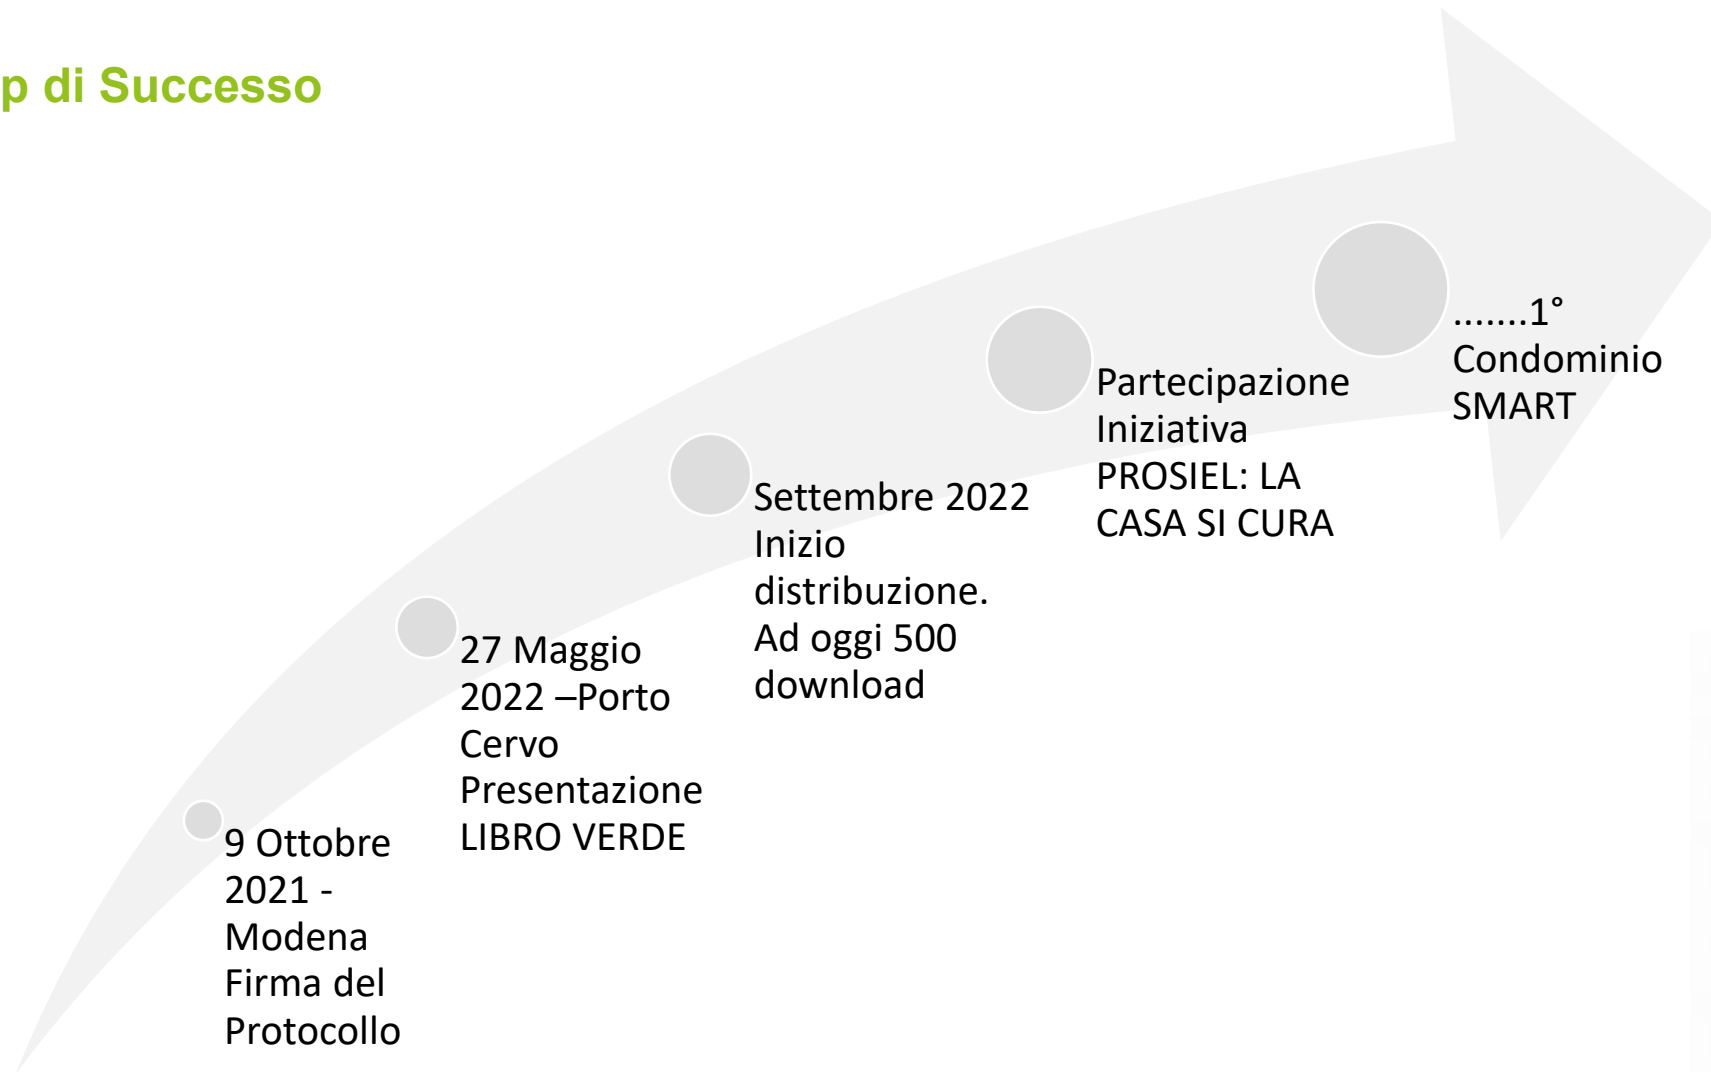 p di Successo
9 Ottobre
2021 -
Modena
Firma del
Protocollo
27 Maggio
2022 –Porto
Cervo
Presentazione
LIBRO VERDE
Settembre 2022
Inizio
distribuzione.
Ad oggi 500
download
Partecipazione
Iniziativa
PROSIEL: LA
CASA SI CURA
.......1°
Condominio
SMART